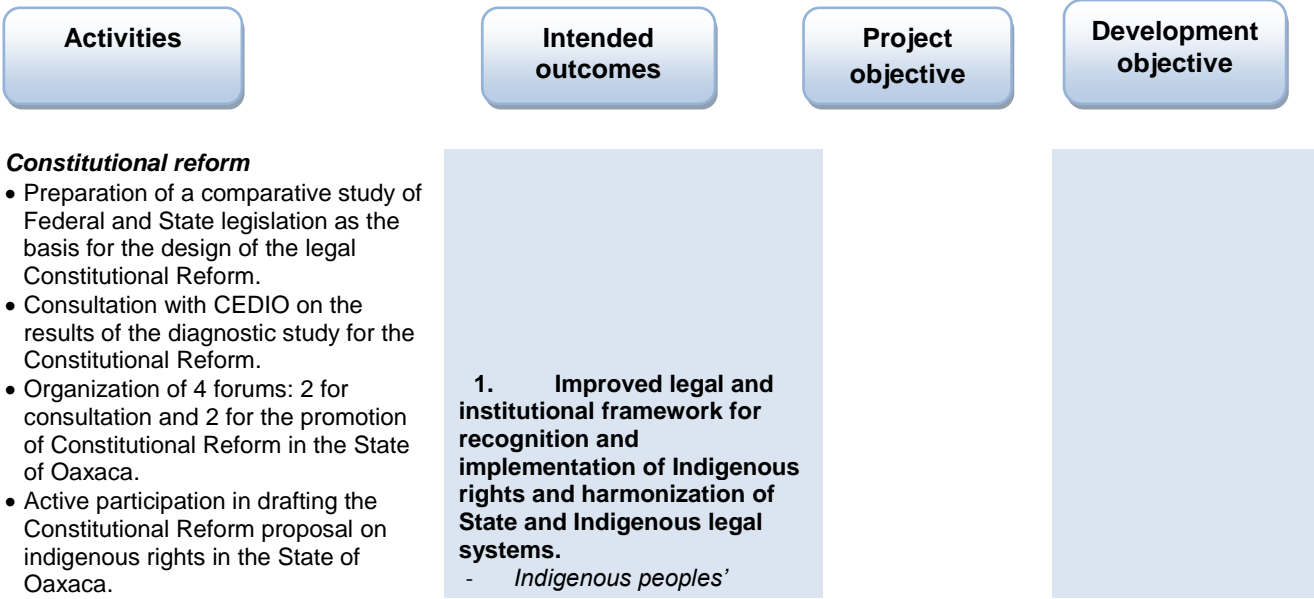 Activities
Intended
outcomes
Project
objective
Development
objective
Constitutional reform
• Preparation of a comparative study of
Federal and State legislation as the
basis for the design of the legal
Constitutional Reform.
• Consultation with CEDIO on the
results of the diagnostic study for the
Constitutional Reform.
• Organization of 4 forums: 2 for
consultation and 2 for the promotion
of Constitutional Reform in the State
of Oaxaca.
• Active participation in drafting the
Constitutional Reform proposal on
indigenous rights in the State of
Oaxaca.
1. Improved legal and
institutional framework for
recognition and
implementation of Indigenous
rights and harmonization of
State and Indigenous legal
systems.
- Indigenous peoples’